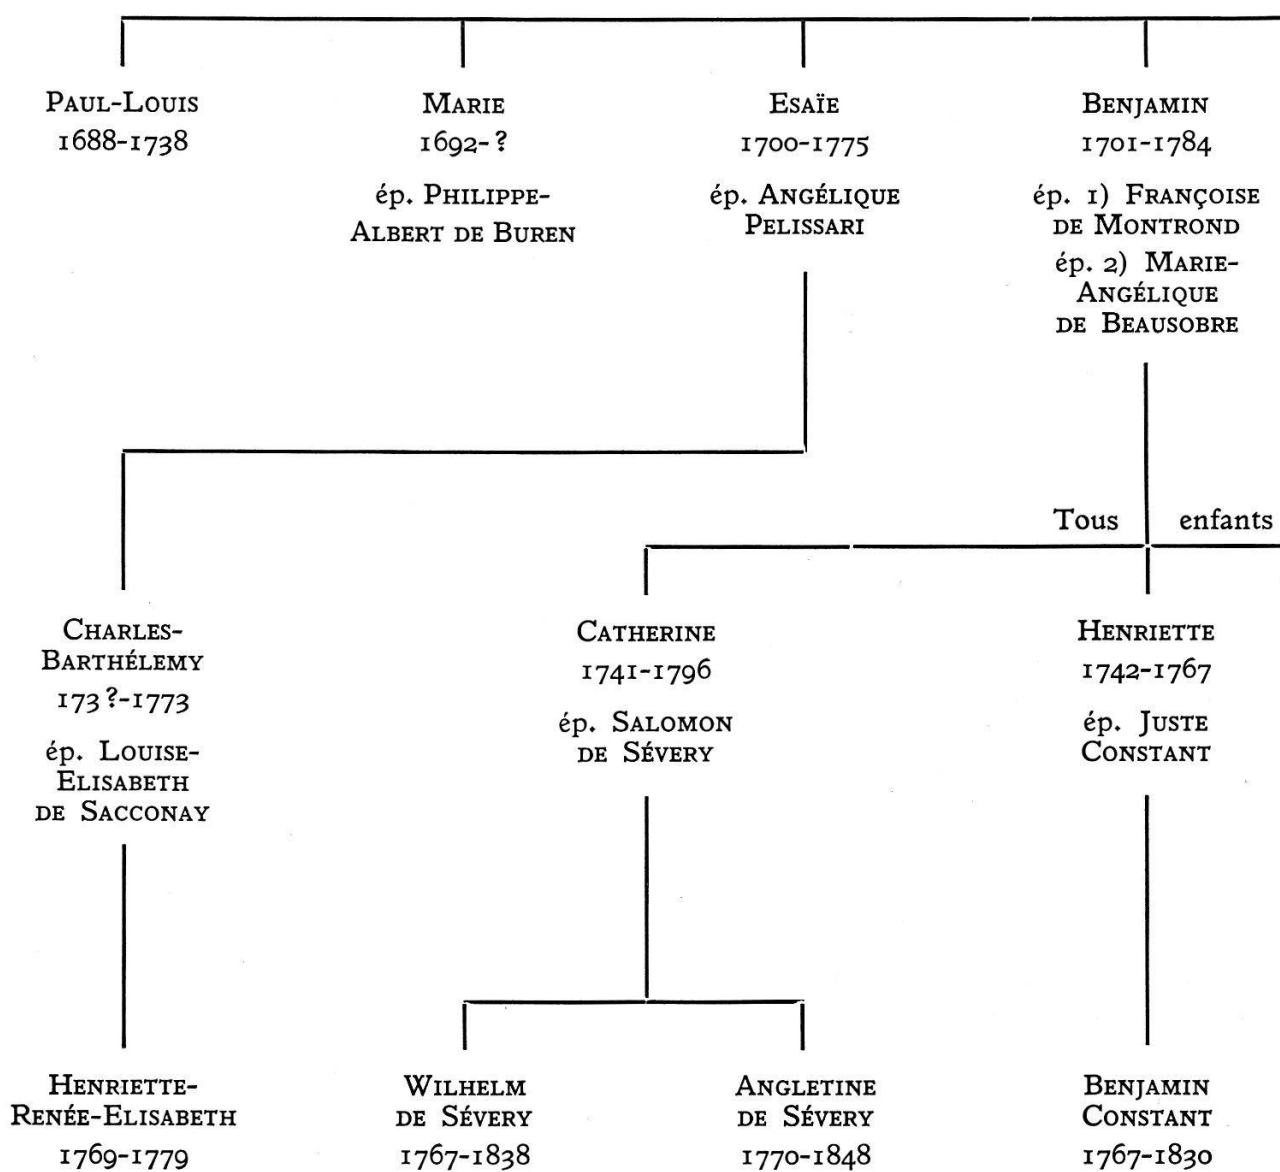 PAUL-LOUIS
1688-1738
MARIE
1692-?
ép. PHILIPPE-
ALBERT DE BUREN
ESAÏE
1700-1775
ép. ANGÉLIQUE
PELISSARI
BENJAMIN
1701-1784
ép. 1) FRANÇOISE
DE MONTROND
ép. 2) MARIE-
ANGÉLIQUE
DE BEAUSOBRE
Tous enfants
CHARLES-
BARTHÉLEMY
173?-1773
ép. LOUISE-
ELISABETH
DE SACCONAY
CATHERINE
1741-1796
ép. SALOMON
DE SÉVERY
HENRIETTE
1742-1767
ép. JUSTE
CONSTANT
HENRIETTE-
RENÉE-ELISABETH
1769-1779
WILHELM
DE SÉVERY
1767-1838
ANGLETINE
DE SÉVERY
1770-1848
BENJAMIN
CONSTANT
1767-1830